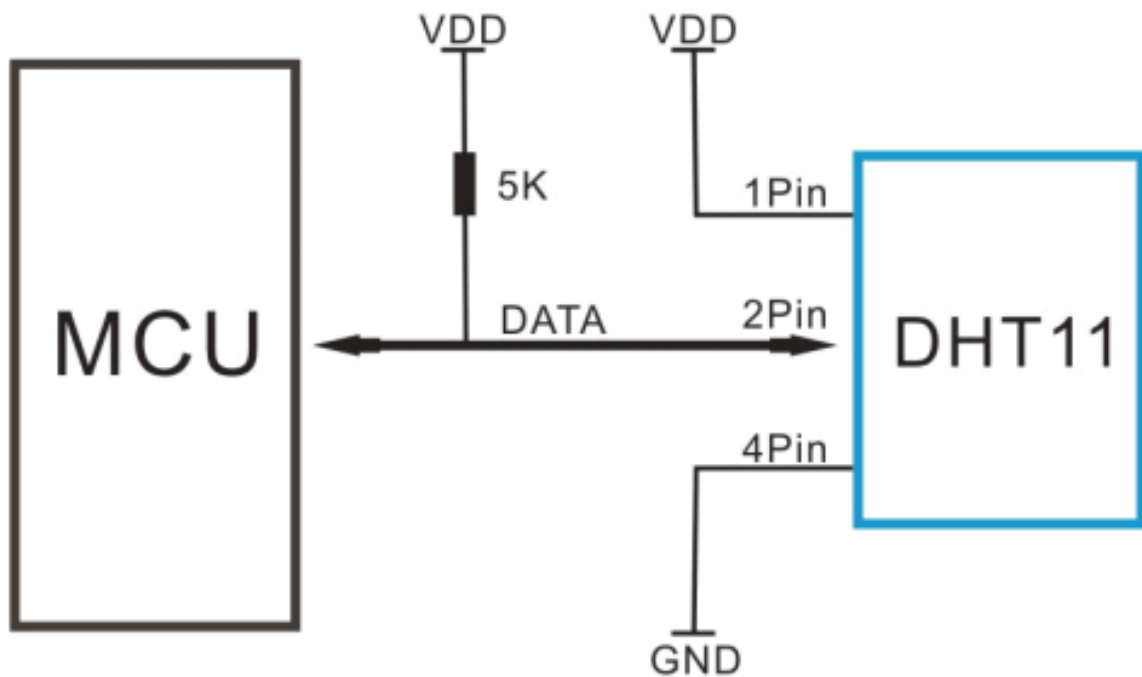 VDD
VDD
5K
1Pin
MCU
DATA
2Pin
DHT11
4Pin
GND